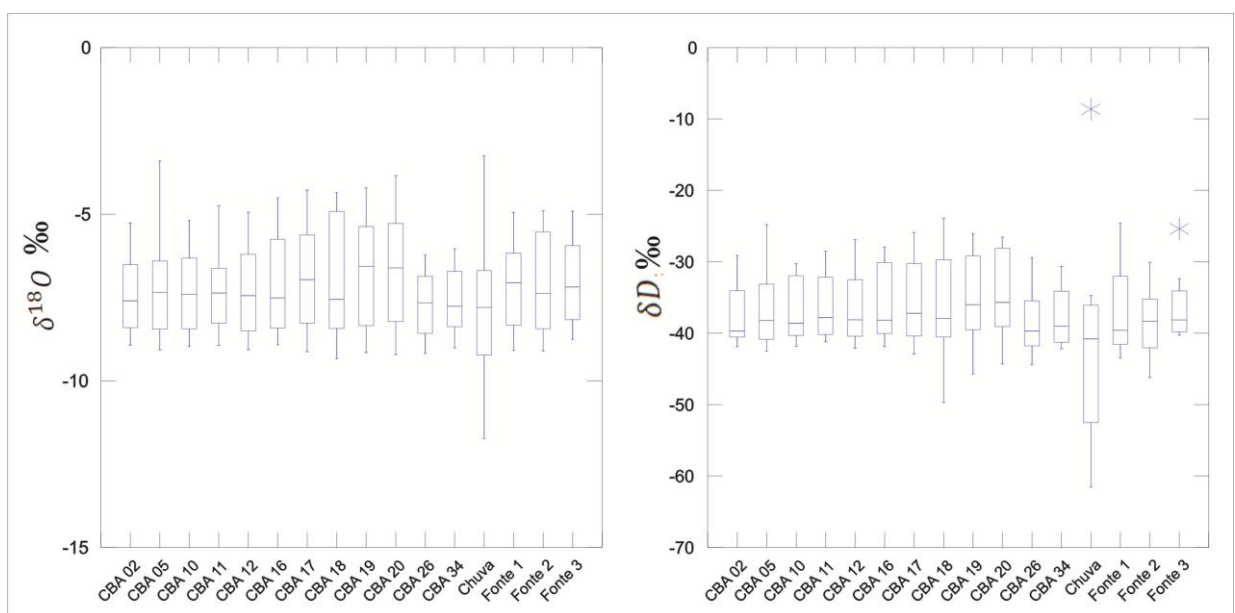 0
-5
-10
-15
δ¹⁸O ‰
CBA 02
CBA 05
CBA 10
CBA 11
CBA 12
CBA 16
CBA 17
CBA 18
CBA 19
CBA 20
CBA 26
CBA 34
Chuva
Fonte 1
Fonte 2
Fonte 3
0
-10
-20
-30
-40
-50
-60
-70
δD ‰
CBA 02
CBA 05
CBA 10
CBA 11
CBA 12
CBA 16
CBA 17
CBA 18
CBA 19
CBA 20
CBA 26
CBA 34
Chuva
Fonte 1
Fonte 2
Fonte 3